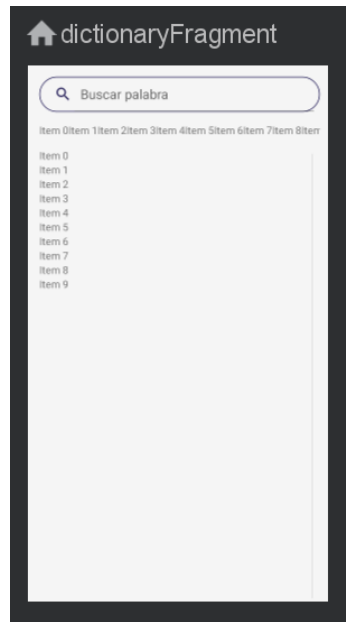 dictionaryFragment
Buscar palabra
Item 0Item 1Item 2Item 3Item 4Item 5Item 6Item 7Item 8Item
Item 0
Item 1
Item 2
Item 3
Item 4
Item 5
Item 6
Item 7
Item 8
Item 9